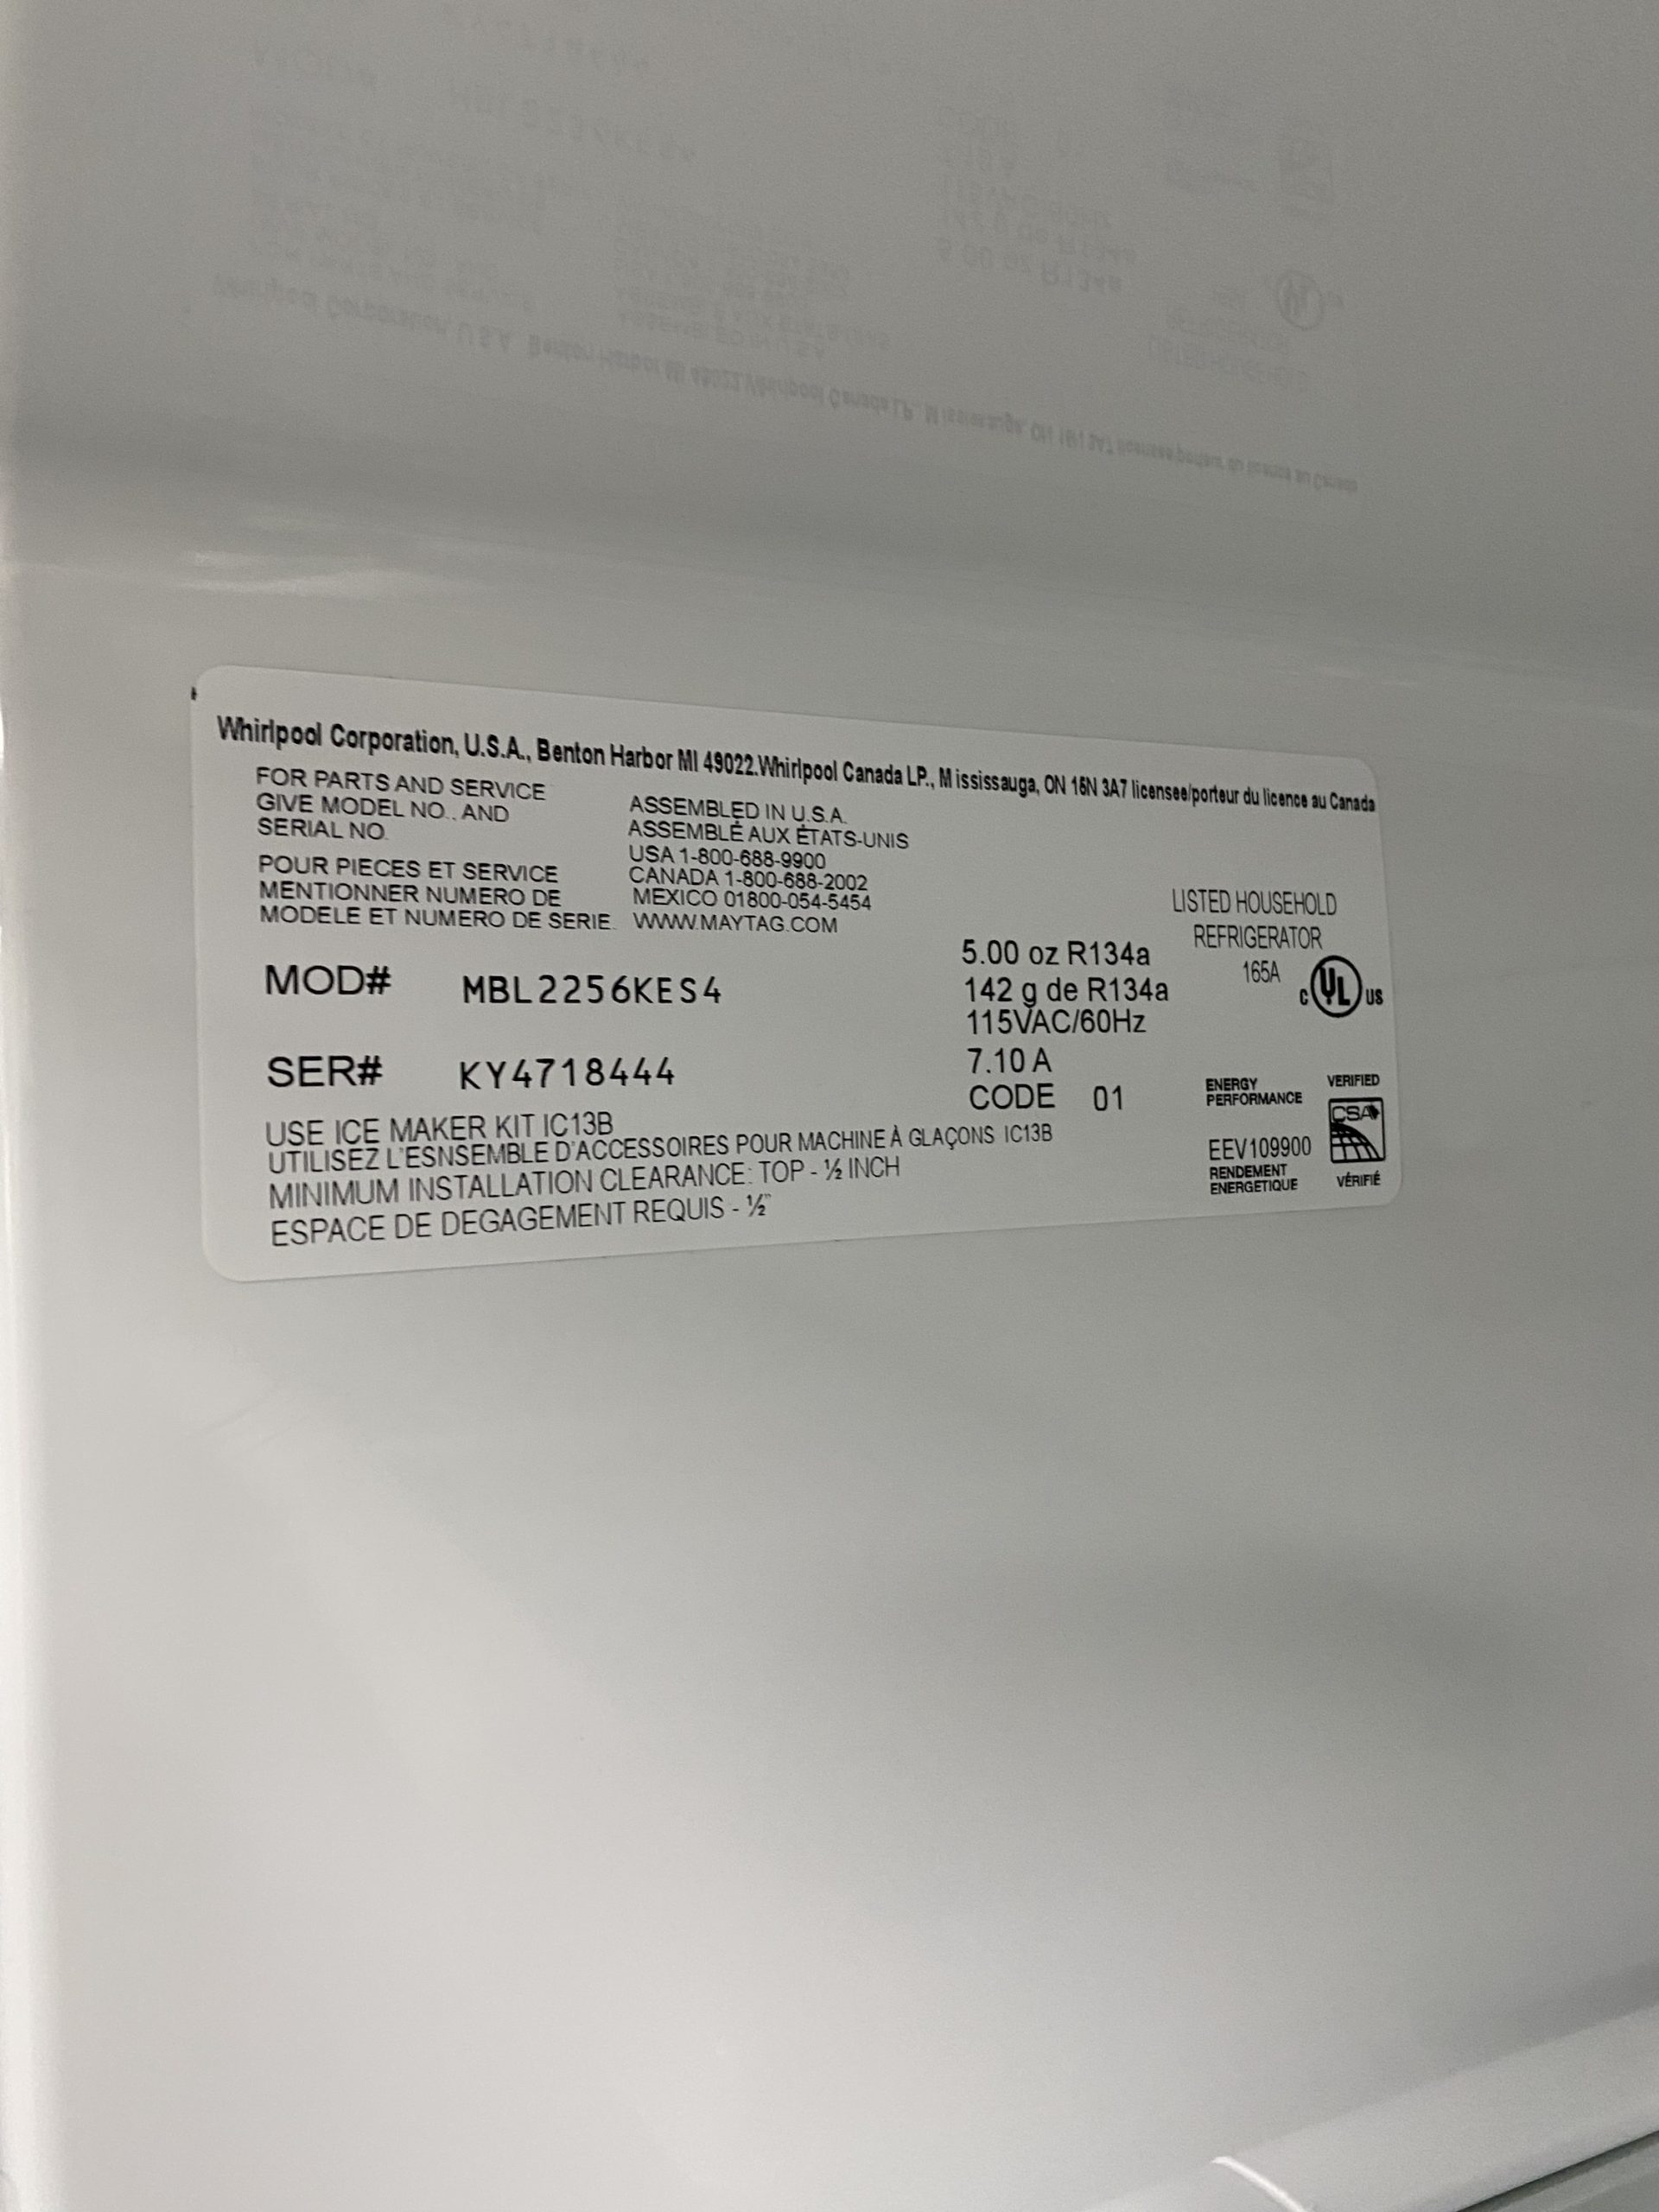 Whirlpool Corporation, U.S.A., Benton Harbor MI 49022.Whirlpool Canada LP., Mississauga, ON 16N 3A7 licensee/porteur du licence au Canada
FOR PARTS AND SERVICE
GIVE MODEL NO., AND
SERIAL NO.
POUR PIECES ET SERVICE
MENTIONNER NUMERO DE
MODELE ET NUMERO DE SERIE.
ASSEMBLED IN U.S.A.
ASSEMBLÉ AUX ÉTATS-UNIS
USA 1-800-688-9900
CANADA 1-800-688-2002
MEXICO 01800-054-5454
WWW.MAYTAG.COM
LISTED HOUSEHOLD
REFRIGERATOR
165A
C UL US
MOD# MBL2256KES4
SER# KY4718444
5.00 oz R134a
142 g de R134a
115VAC/60Hz
7.10 A
CODE 01
ENERGY
PERFORMANCE
EEV109900
RENDEMENT
ENERGETIQUE
VERIFIED
CSA
VÉRIFIÉ
USE ICE MAKER KIT IC13B
UTILISEZ L'ESNSEMBLE D'ACCESSOIRES POUR MACHINE À GLAÇONS IC13B
MINIMUM INSTALLATION CLEARANCE: TOP - ½ INCH
ESPACE DE DEGAGEMENT REQUIS - ½"